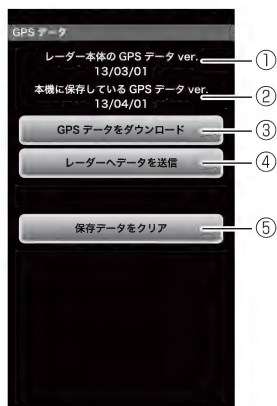 GPS データ
レーダー本体の GPS データ ver.
13/03/01
①
本機に保存している GPS データ ver.
13/04/01
②
GPS データをダウンロード
③
レーダーへデータを送信
④
保存データをクリア
⑤